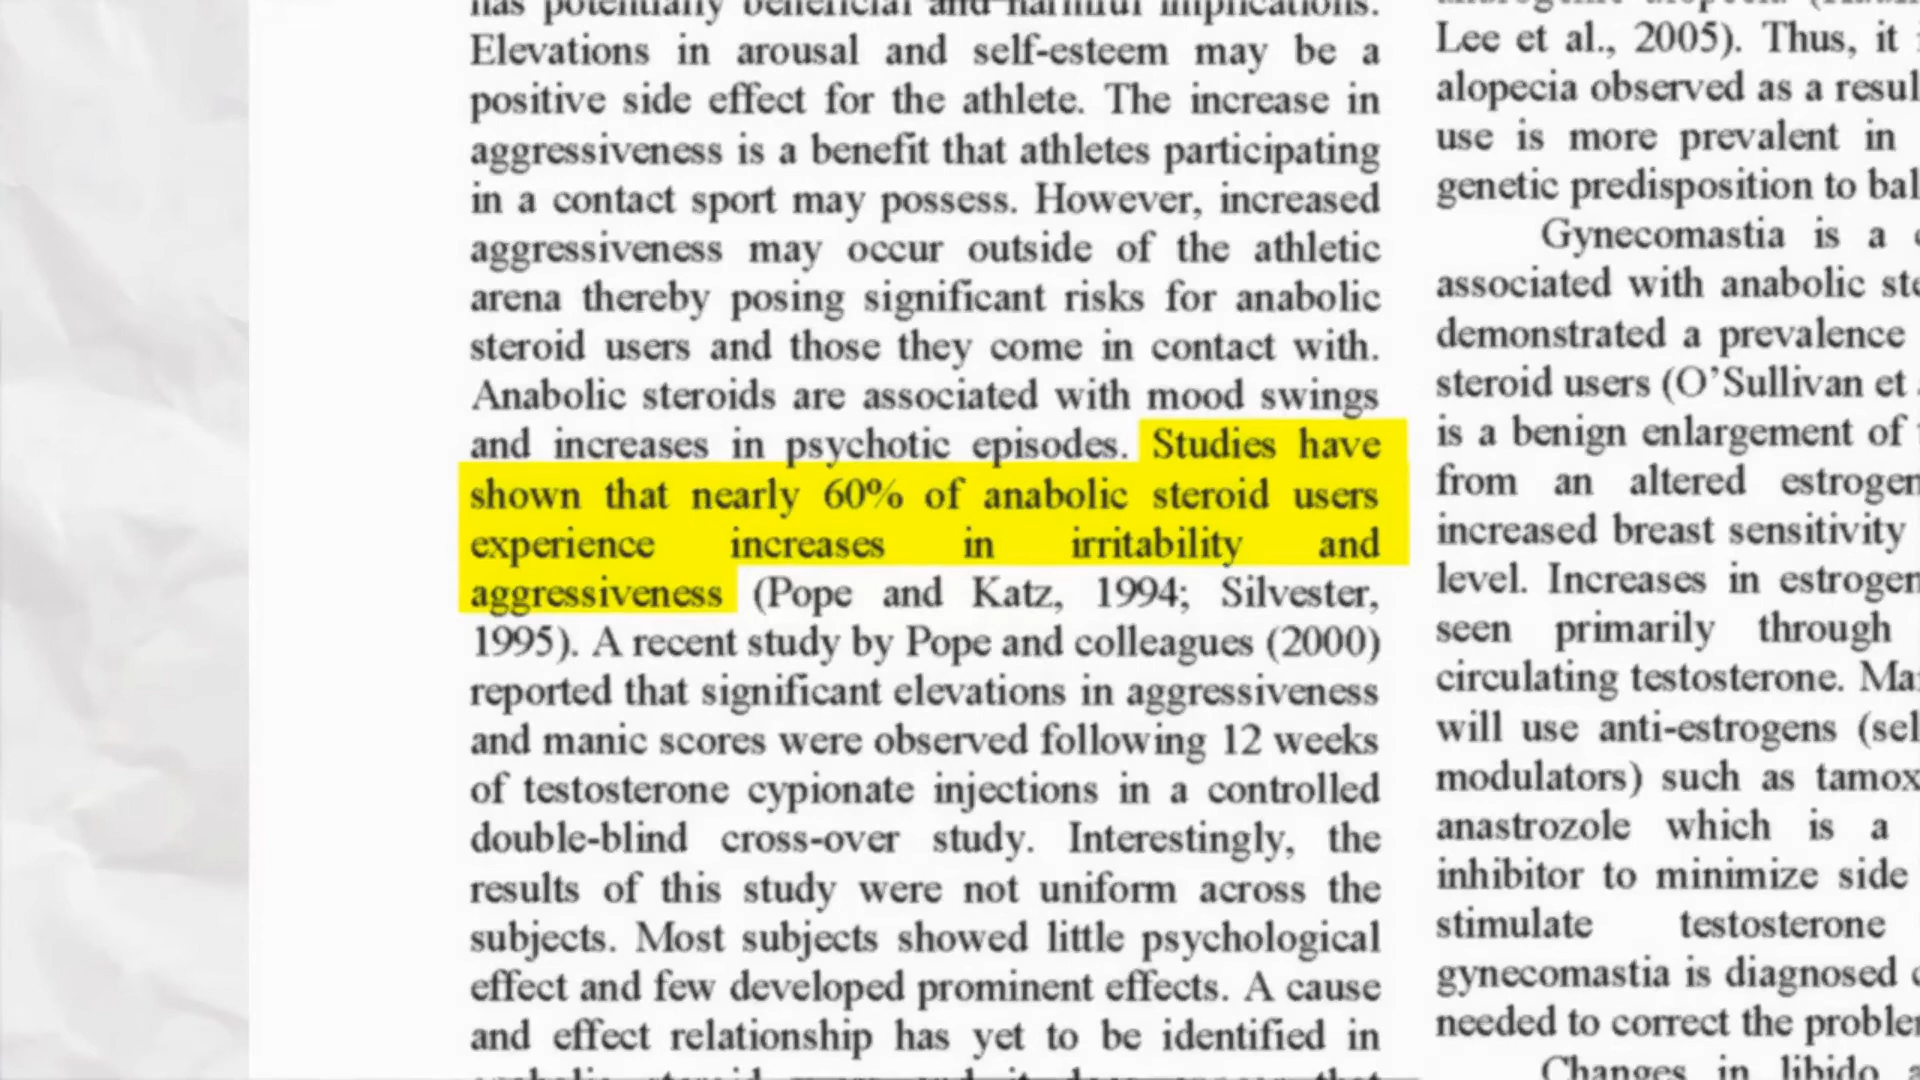 has potentially beneficial and harmful implications.
Elevations in arousal and self-esteem may be a
positive side effect for the athlete. The increase in
aggressiveness is a benefit that athletes participating
in a contact sport may possess. However, increased
aggressiveness may occur outside of the athletic
arena thereby posing significant risks for anabolic
steroid users and those they come in contact with.
Anabolic steroids are associated with mood swings
and increases in psychotic episodes. Studies have
shown that nearly 60% of anabolic steroid users
experience increases in irritability and
aggressiveness (Pope and Katz, 1994; Silvester,
1995). A recent study by Pope and colleagues (2000)
reported that significant elevations in aggressiveness
and manic scores were observed following 12 weeks
of testosterone cypionate injections in a controlled
double-blind cross-over study. Interestingly, the
results of this study were not uniform across the
subjects. Most subjects showed little psychological
effect and few developed prominent effects. A cause
and effect relationship has yet to be identified in
Lee et al., 2005). Thus, it
alopecia observed as a resul
use is more prevalent in
genetic predisposition to bal
Gynecomastia is a
associated with anabolic ste
demonstrated a prevalence
steroid users (O'Sullivan et
is a benign enlargement of
from an altered estrogen
increased breast sensitivity
level. Increases in estrogen
seen primarily through
circulating testosterone. Ma
will use anti-estrogens (sel
modulators) such as tamox
anastrozole which is a
inhibitor to minimize side
stimulate testosterone
gynecomastia is diagnosed
needed to correct the proble
Changes in libido